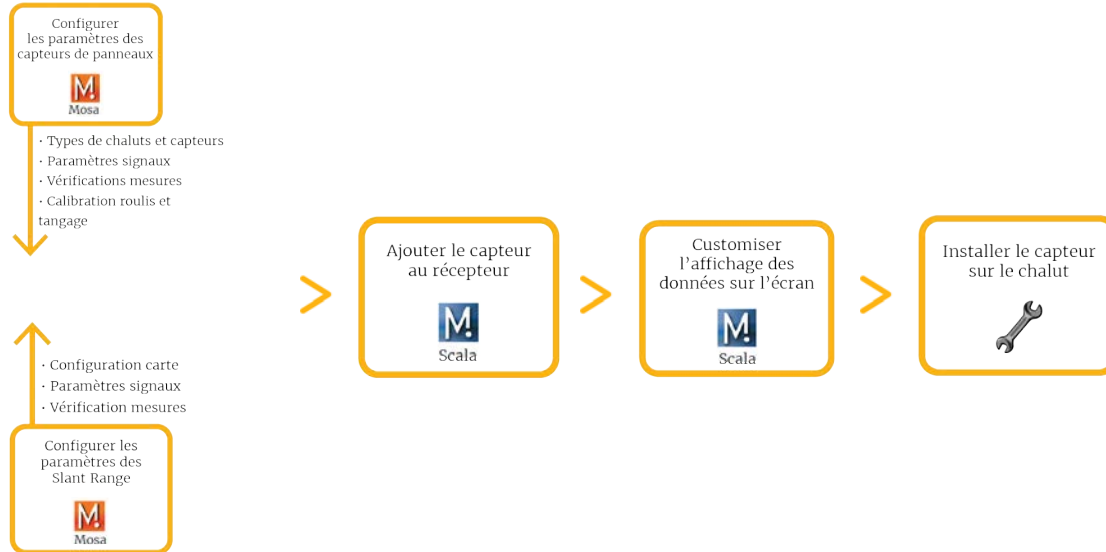 Configurer
les paramètres des
capteurs de panneaux
M
Mosa
· Types de chaluts et capteurs
· Paramètres signaux
· Vérifications mesures
· Calibration roulis et
tangage
· Configuration carte
· Paramètres signaux
· Vérification mesures
Configurer les
paramètres des
Slant Range
M
Mosa
Ajouter le capteur
au récepteur
M
Scala
Customiser
l’affichage des
données sur l’écran
M
Scala
Installer le capteur
sur le chalut